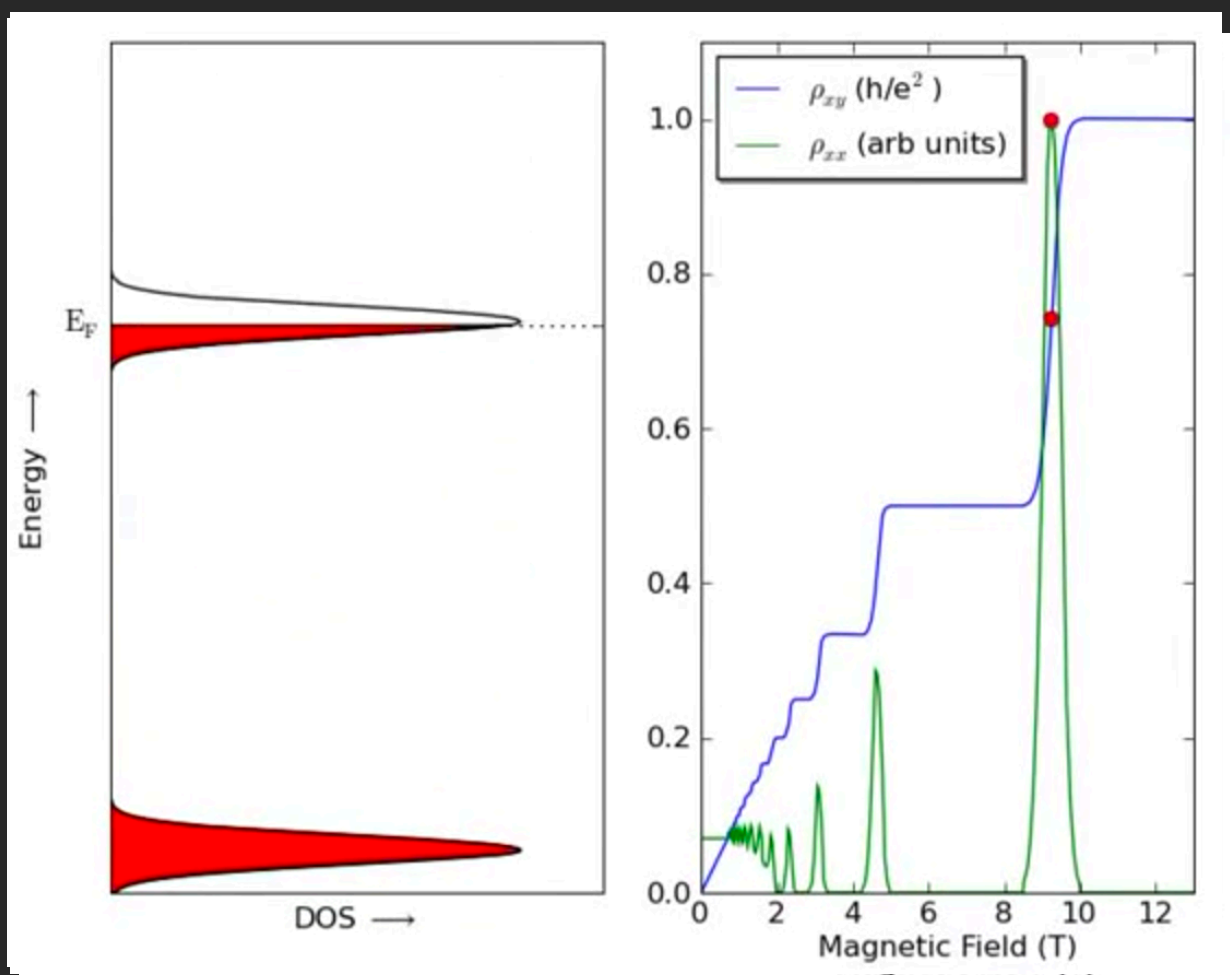 E_F
Energy →
DOS →
ρ_xy (h/e² )
ρ_xx (arb units)
1.0
0.8
0.6
0.4
0.2
0.0
0 2 4 6 8 10 12
Magnetic Field (T)